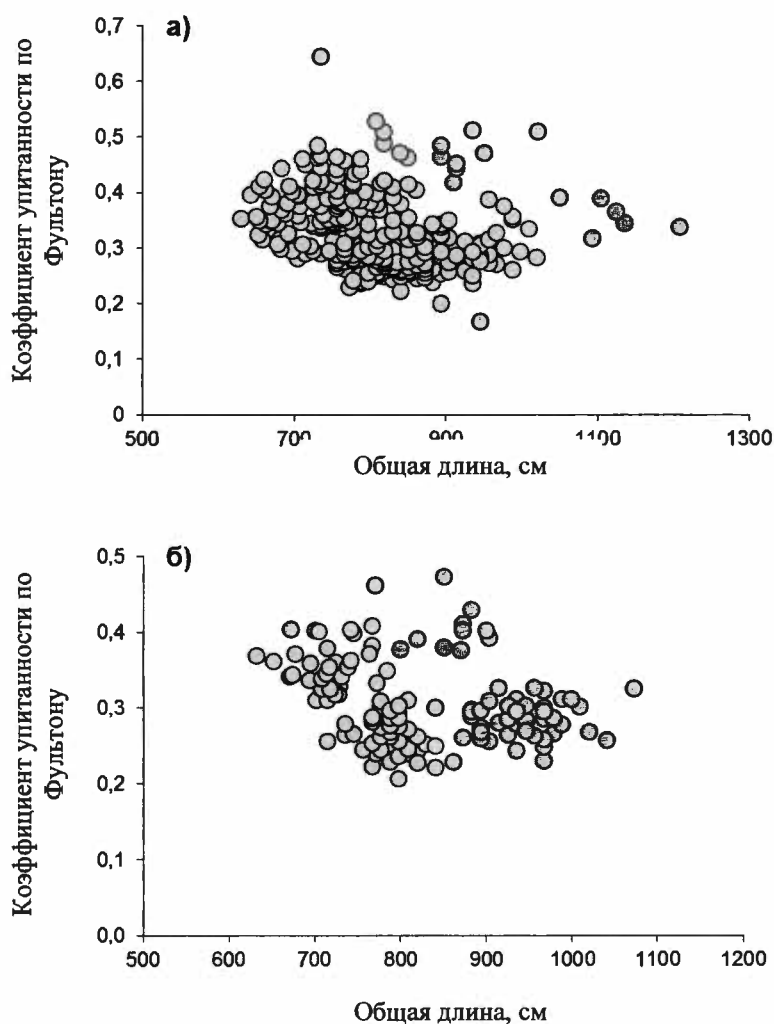 а)
Коэффициент упитанности по
Фультону
0,7
0,6
0,5
0,4
0,3
0,2
0,1
0
500 700 900 1100 1300
Общая длина, см
б)
Коэффициент упитанности по
Фультону
0,5
0,4
0,3
0,2
0,1
0,0
500 600 700 800 900 1000 1100 1200
Общая длина, см